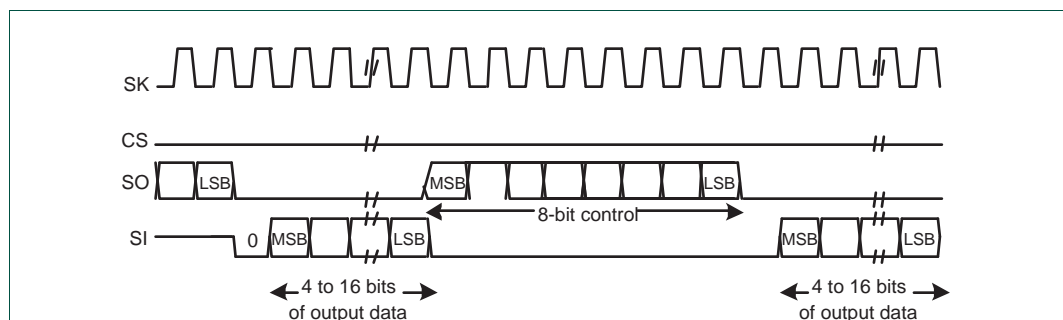 SK
CS
SO LSB MSB LSB
8-bit control
SI 0 MSB LSB MSB LSB
4 to 16 bits 4 to 16 bits
of output data of output data